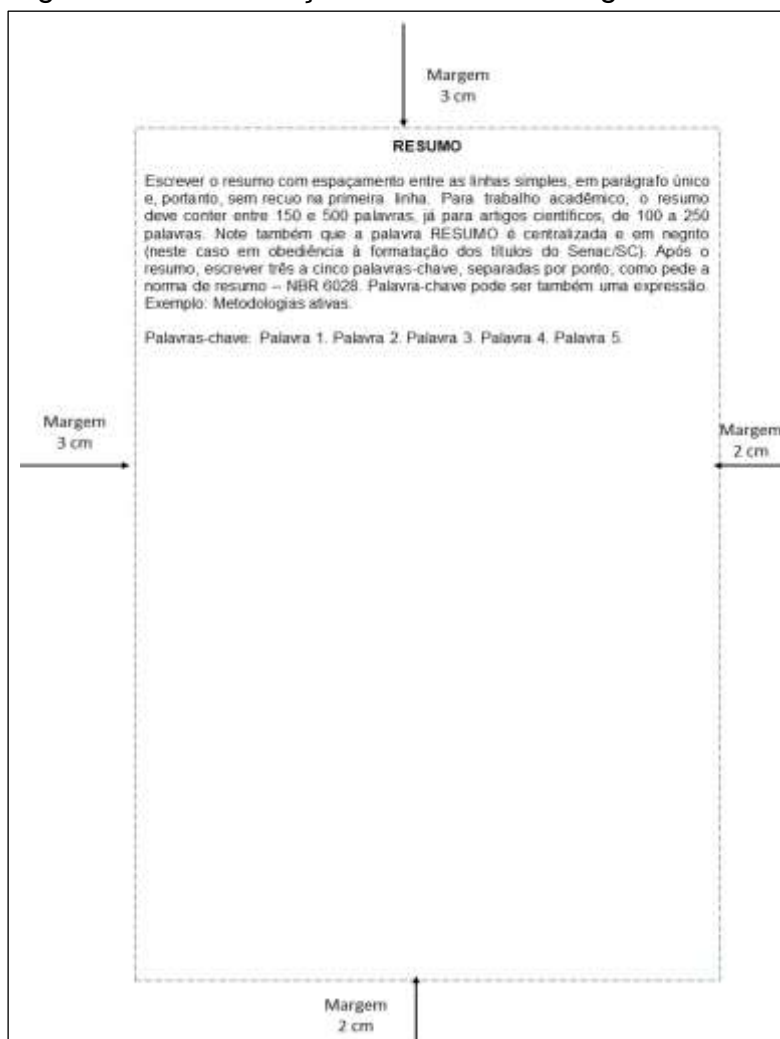 Margem
3 cm
RESUMO
Escrever o resumo com espaçamento entre as linhas simples, em parágrafo único
e, portanto, sem recuo na primeira linha. Para trabalho acadêmico, o resumo
deve conter entre 150 e 500 palavras, já para artigos científicos, de 100 a 250
palavras. Note também que a palavra RESUMO é centralizada e em negrito
(neste caso em obediência à formatação dos títulos do Senac/SC). Após o
resumo, escrever três a cinco palavras-chave, separadas por ponto, como pede a
norma de resumo – NBR 6028. Palavra-chave pode ser também uma expressão.
Exemplo: Metodologias ativas.
Palavras-chave: Palavra 1. Palavra 2. Palavra 3. Palavra 4. Palavra 5.
Margem
3 cm
Margem
2 cm
Margem
2 cm